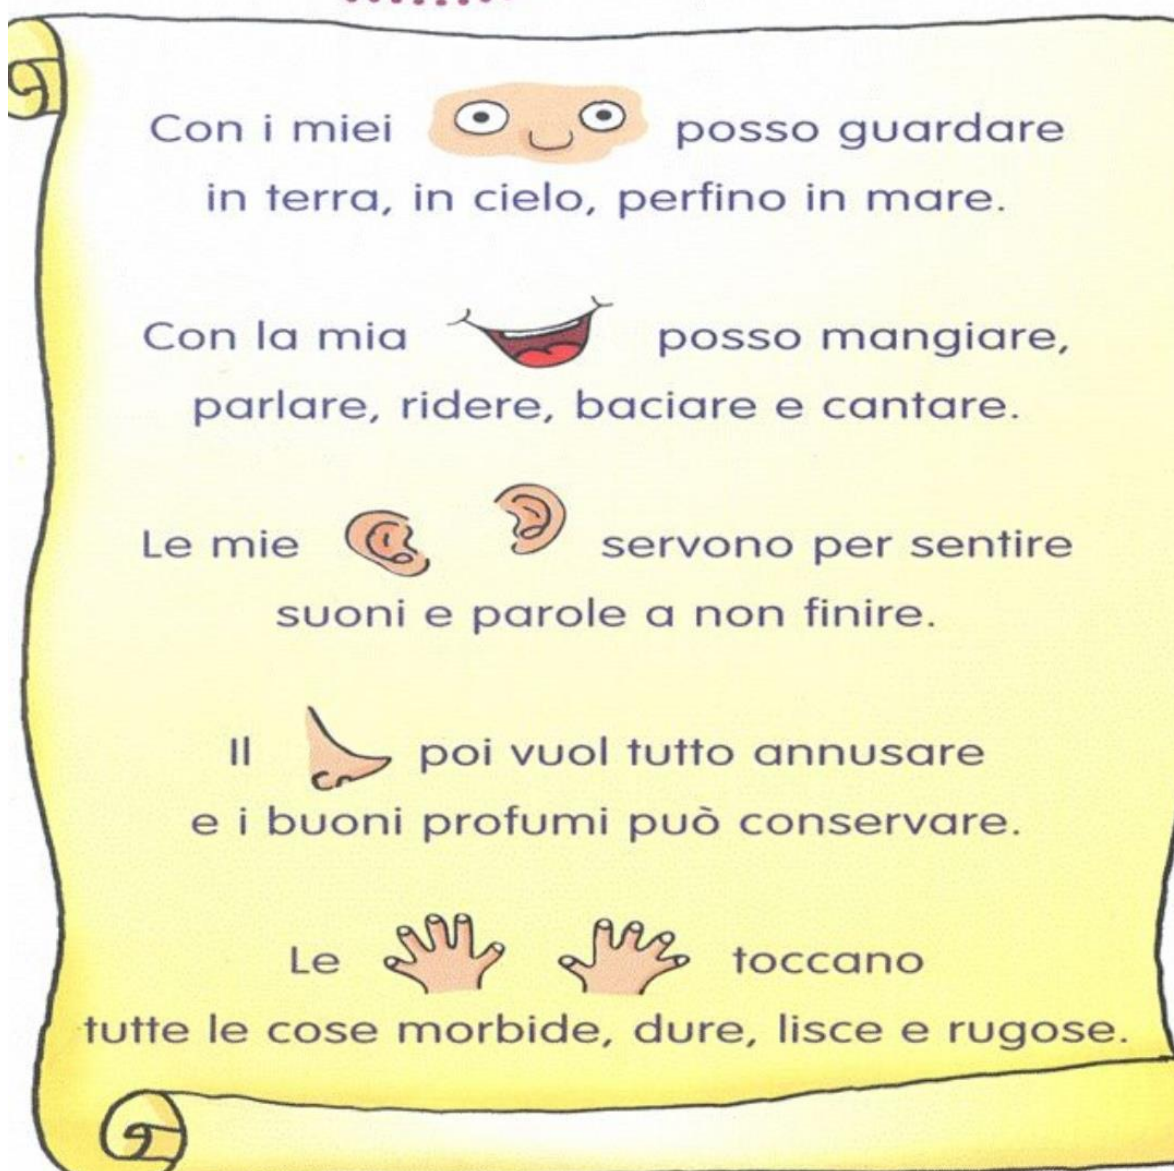 Con i miei posso guardare
in terra, in cielo, perfino in mare.
Con la mia posso mangiare,
parlare, ridere, baciare e cantare.
Le mie servono per sentire
suoni e parole a non finire.
Il poi vuol tutto annusare
e i buoni profumi può conservare.
Le toccano
tutte le cose morbide, dure, lisce e rugose.